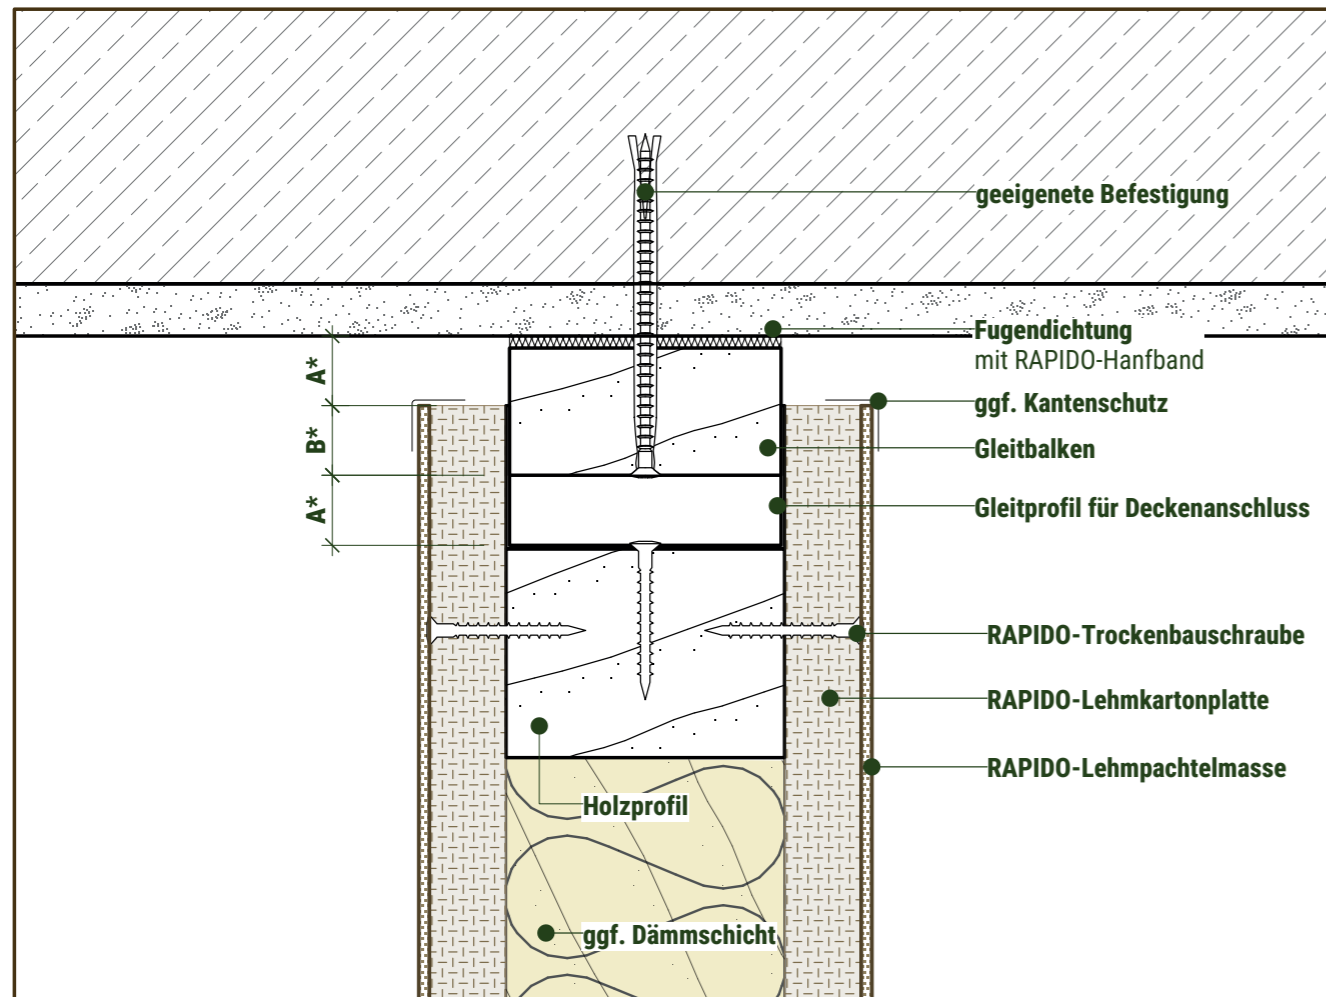 geeigenete Befestigung
Fugendichtung
mit RAPIDO-Hanfband
A*
ggf. Kantenschutz
B*
Gleitbalken
A*
Gleitprofil für Deckenanschluss
RAPIDO-Trockenbauschraube
RAPIDO-Lehmkartonplatte
RAPIDO-Lehmpachtelmasse
Holzprofil
ggf. Dämmschicht